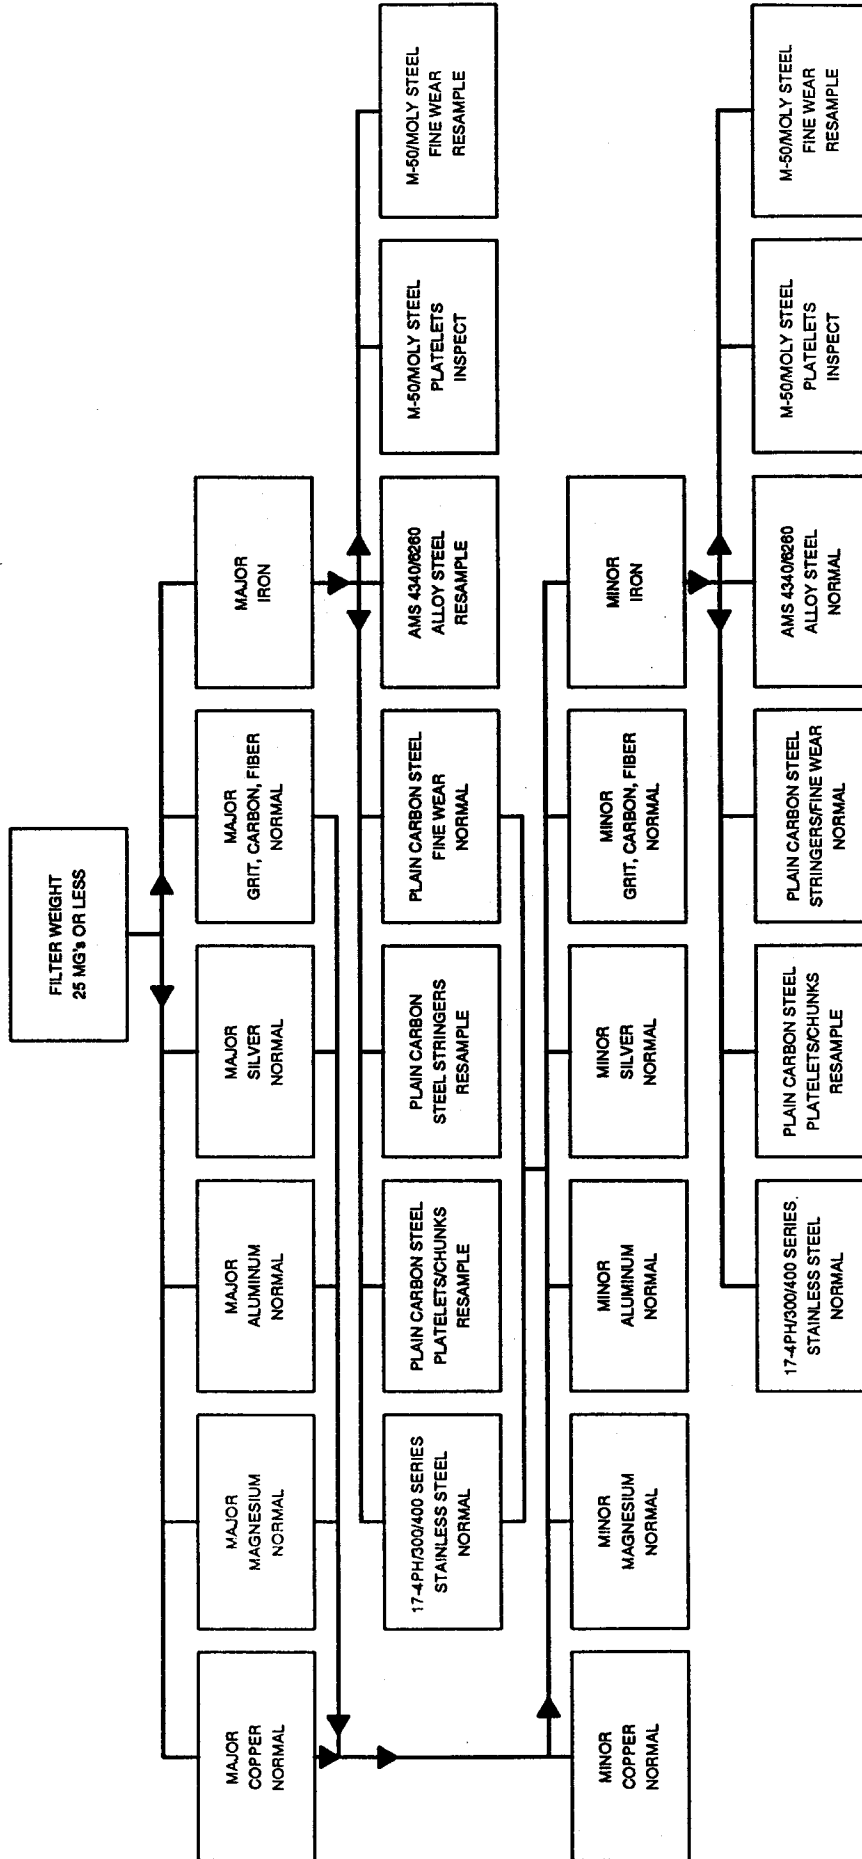 FILTER WEIGHT
25 MG's OR LESS
MAJOR
COPPER
NORMAL
MAJOR
MAGNESIUM
NORMAL
MAJOR
ALUMINUM
NORMAL
MAJOR
SILVER
NORMAL
MAJOR
GRIT, CARBON, FIBER
NORMAL
MAJOR
IRON
17-4PH/300/400 SERIES
STAINLESS STEEL
NORMAL
PLAIN CARBON STEEL
PLATELETS/CHUNKS
RESAMPLE
PLAIN CARBON
STEEL STRINGERS
RESAMPLE
PLAIN CARBON STEEL
FINE WEAR
NORMAL
AMS 4340/6260
ALLOY STEEL
RESAMPLE
M-50/MOLY STEEL
PLATELETS
INSPECT
M-50/MOLY STEEL
FINE WEAR
RESAMPLE
MINOR
COPPER
NORMAL
MINOR
MAGNESIUM
NORMAL
MINOR
ALUMINUM
NORMAL
MINOR
SILVER
NORMAL
MINOR
GRIT, CARBON, FIBER
NORMAL
MINOR
IRON
17-4PH/300/400 SERIES.
STAINLESS STEEL
NORMAL
PLAIN CARBON STEEL
PLATELETS/CHUNKS
RESAMPLE
PLAIN CARBON STEEL
STRINGERS/FINE WEAR
NORMAL
AMS 4340/6260
ALLOY STEEL
NORMAL
M-50/MOLY STEEL
PLATELETS
INSPECT
M-50/MOLY STEEL
FINE WEAR
RESAMPLE